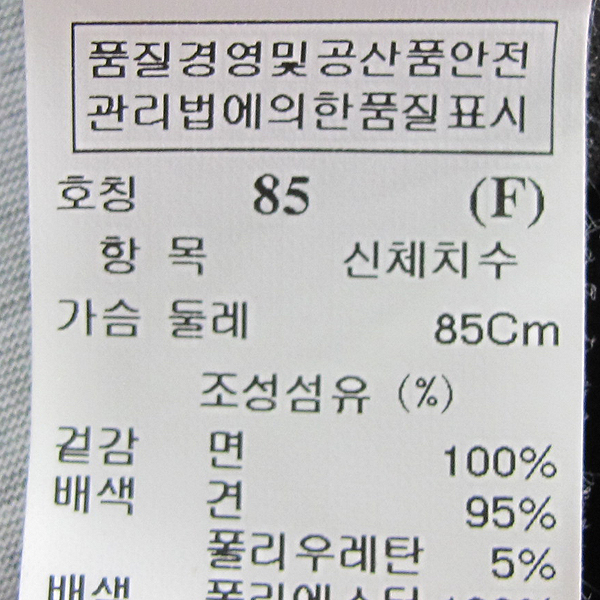 품질경영및공산품안전
관리법에의한품질표시
호칭 85 (F)
항 목 신체치수
가슴 둘레 85Cm
조성섬유 (%)
겉감 면 100%
배색 견 95%
폴리우레탄 5%
배색